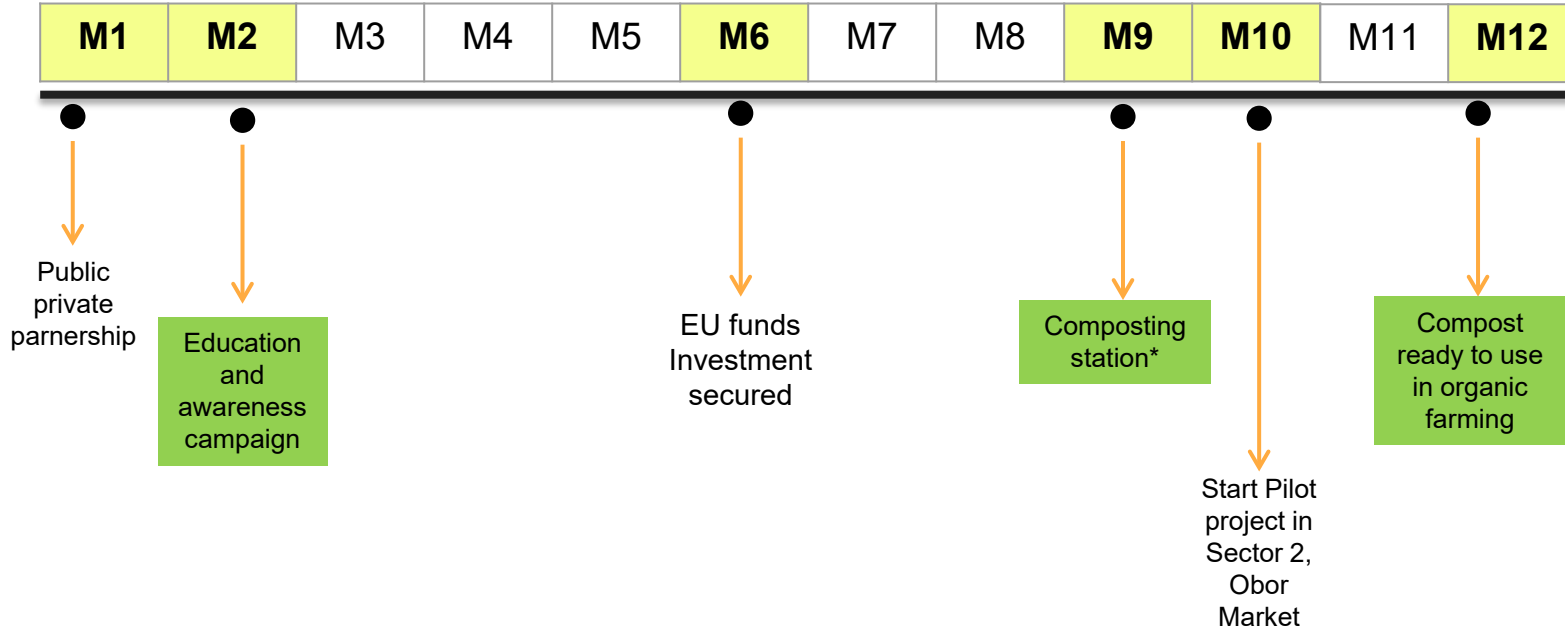 M1 M2 M3 M4 M5 M6 M7 M8 M9 M10 M11 M12
Public
private
parnership
Education
and
awareness
campaign
EU funds
Investment
secured
Composting
station*
Start Pilot
project in
Sector 2,
Obor
Market
Compost
ready to use
in organic
farming